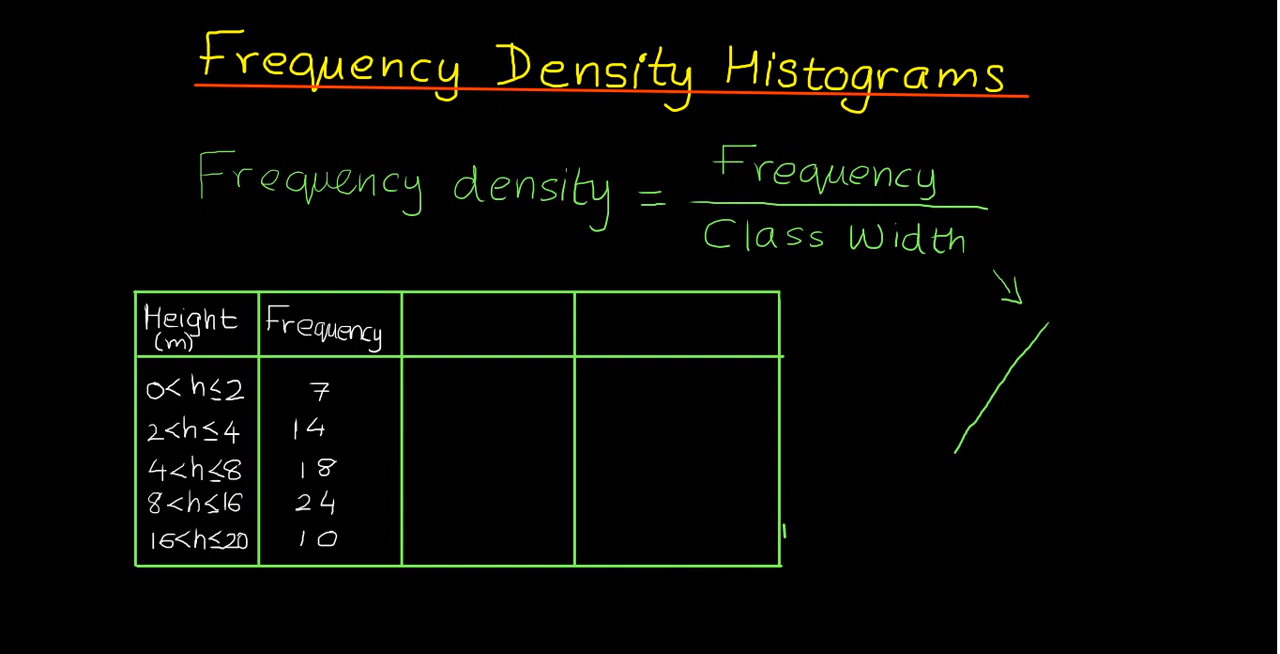 Frequency Density Histograms
Frequency density = Frequency
Class Width
Height (m) Frequency
0<h≤2 7
2<h≤4 14
4<h≤8 18
8<h≤16 24
16<h≤20 10